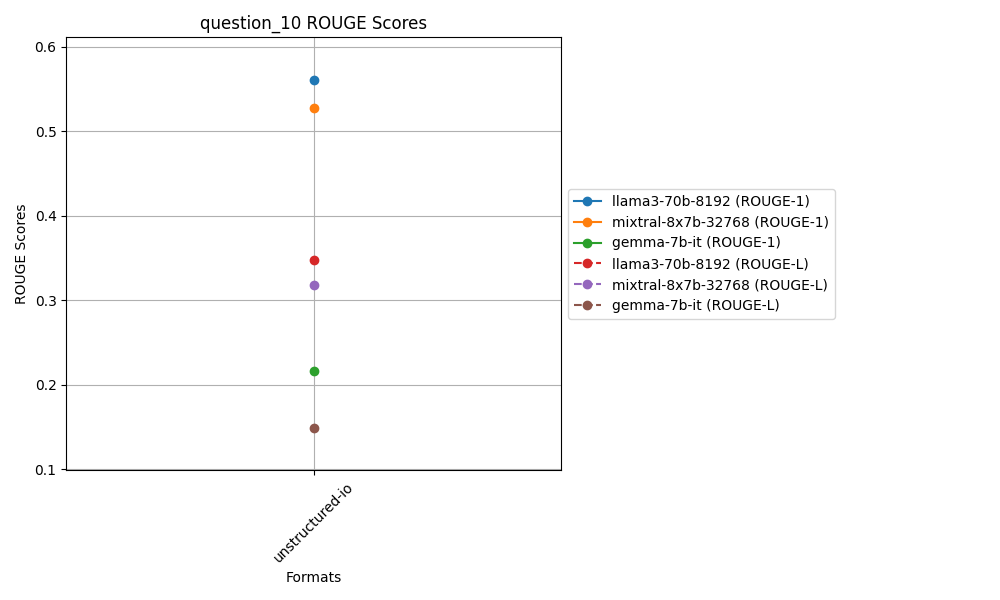 question_10 ROUGE Scores
0.6
0.5
0.4
0.3
0.2
0.1
ROUGE Scores
unstructured-io
Formats
llama3-70b-8192 (ROUGE-1)
mixtral-8x7b-32768 (ROUGE-1)
gemma-7b-it (ROUGE-1)
llama3-70b-8192 (ROUGE-L)
mixtral-8x7b-32768 (ROUGE-L)
gemma-7b-it (ROUGE-L)